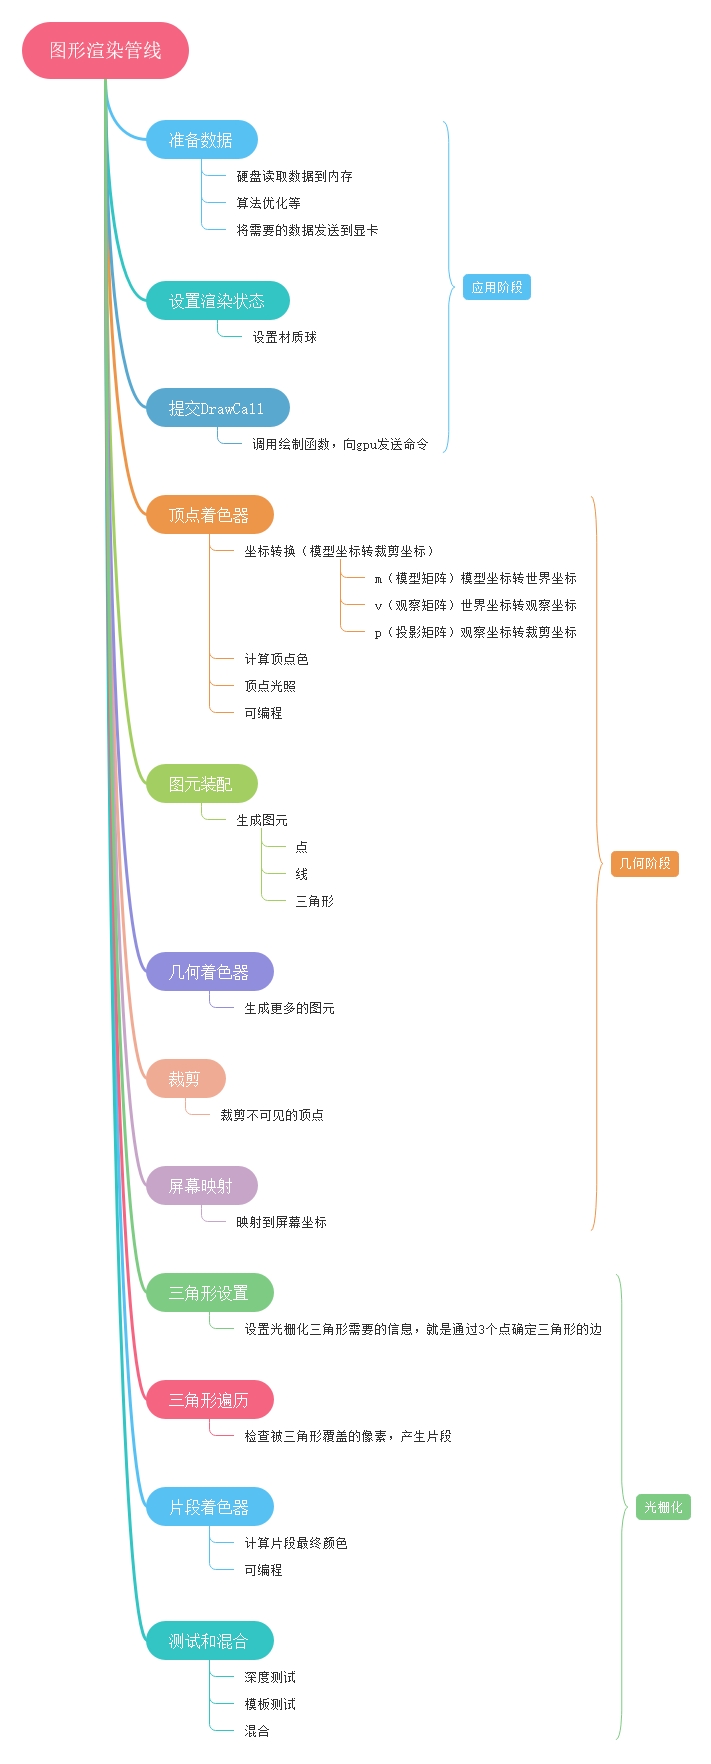 图形渲染管线
准备数据
硬盘读取数据到内存
算法优化等
将需要的数据发送到显卡
应用阶段
设置渲染状态
设置材质球
提交DrawCall
调用绘制函数，向gpu发送命令
顶点着色器
坐标转换（模型坐标转裁剪坐标）
m（模型矩阵）模型坐标转世界坐标
v（观察矩阵）世界坐标转观察坐标
p（投影矩阵）观察坐标转裁剪坐标
计算顶点色
顶点光照
可编程
图元装配
生成图元
点
线
三角形
几何阶段
几何着色器
生成更多的图元
裁剪
裁剪不可见的顶点
屏幕映射
映射到屏幕坐标
三角形设置
设置光栅化三角形需要的信息，就是通过3个点确定三角形的边
三角形遍历
检查被三角形覆盖的像素，产生片段
片段着色器
光栅化
计算片段最终颜色
可编程
测试和混合
深度测试
模板测试
混合